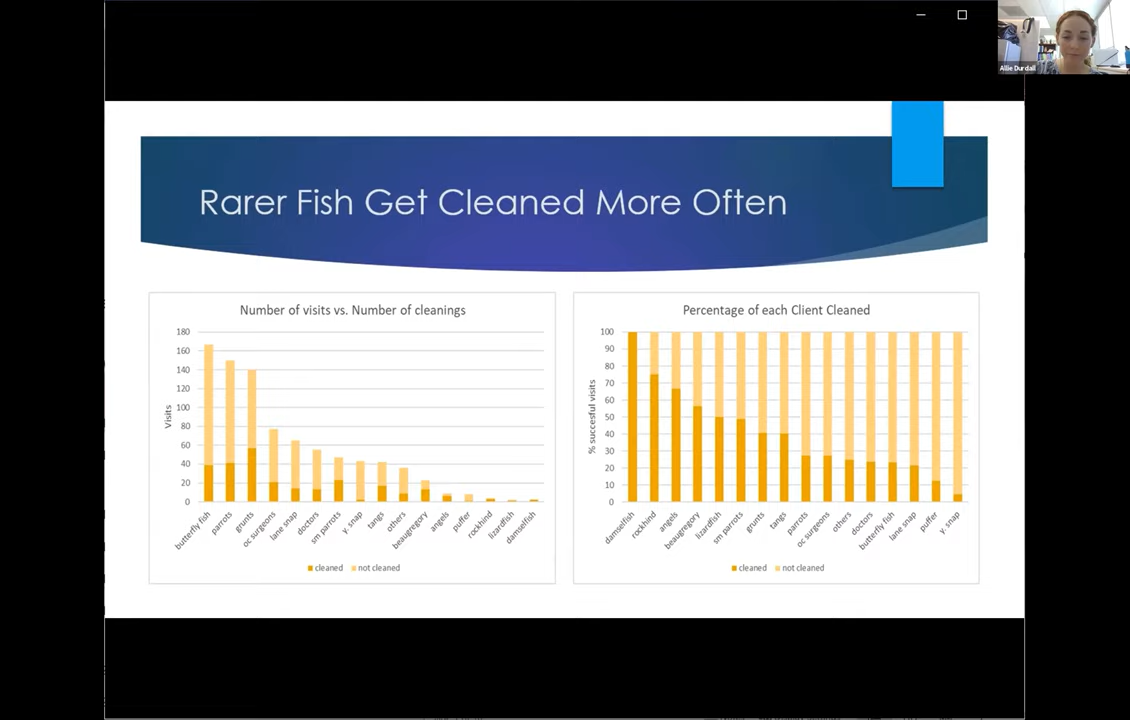 Allie Durdall
Rarer Fish Get Cleaned More Often
Number of visits vs. Number of cleanings
Visits
180
160
140
120
100
80
60
40
20
0
butterfly fish
parrots
grunts
oc surgeons
lane snap
doctors
sm parrots
y. snap
tangs
others
beaugregory
angels
puffer
rockhind
lizardfish
damselfish
cleaned
not cleaned
Percentage of each Client Cleaned
% succesful visits
100
90
80
70
60
50
40
30
20
10
0
damselfish
rockhind
angels
beaugregory
lizardfish
sm parrots
grunts
tangs
parrots
oc surgeons
others
doctors
butterfly fish
lane snap
puffer
y. snap
cleaned
not cleaned